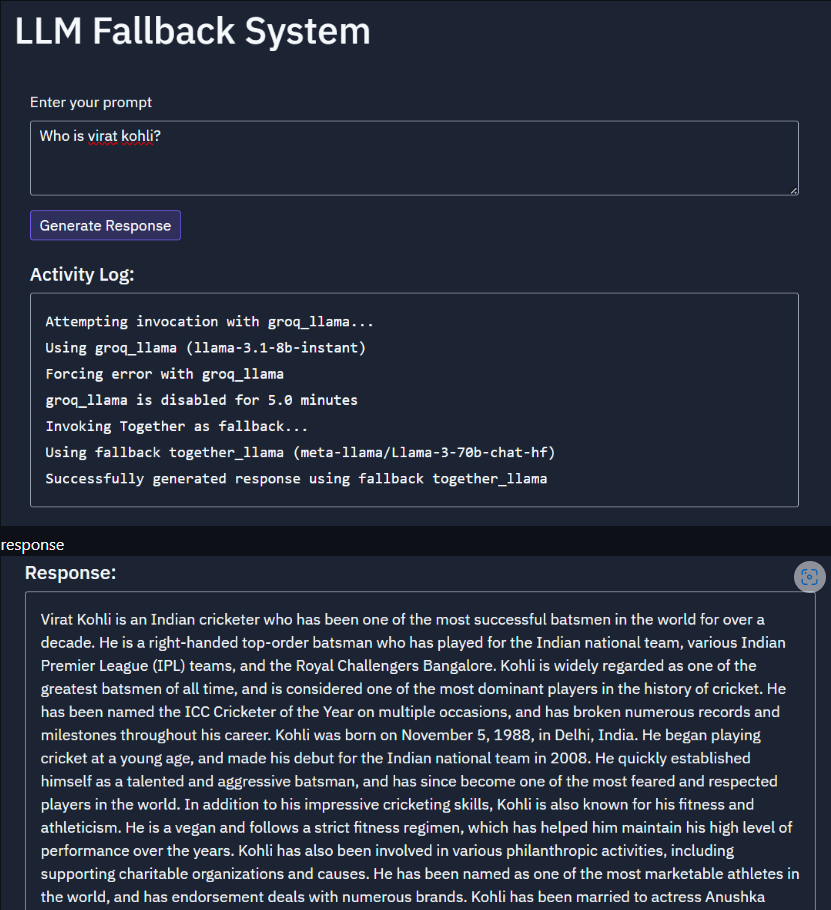 LLM Fallback System
Enter your prompt
Who is virat kohli?
Generate Response
Activity Log:
Attempting invocation with groq_llama...
Using groq_llama (llama-3.1-8b-instant)
Forcing error with groq_llama
groq_llama is disabled for 5.0 minutes
Invoking Together as fallback...
Using fallback together_llama (meta-llama/Llama-3-70b-chat-hf)
Successfully generated response using fallback together_llama
response
Response:
Virat Kohli is an Indian cricketer who has been one of the most successful batsmen in the world for over a
decade. He is a right-handed top-order batsman who has played for the Indian national team, various Indian
Premier League (IPL) teams, and the Royal Challengers Bangalore. Kohli is widely regarded as one of the
greatest batsmen of all time, and is considered one of the most dominant players in the history of cricket. He
has been named the ICC Cricketer of the Year on multiple occasions, and has broken numerous records and
milestones throughout his career. Kohli was born on November 5, 1988, in Delhi, India. He began playing
cricket at a young age, and made his debut for the Indian national team in 2008. He quickly established
himself as a talented and aggressive batsman, and has since become one of the most feared and respected
players in the world. In addition to his impressive cricketing skills, Kohli is also known for his fitness and
athleticism. He is a vegan and follows a strict fitness regimen, which has helped him maintain his high level of
performance over the years. Kohli has also been involved in various philanthropic activities, including
supporting charitable organizations and causes. He has been named as one of the most marketable athletes in
the world, and has endorsement deals with numerous brands. Kohli has been married to actress Anushka